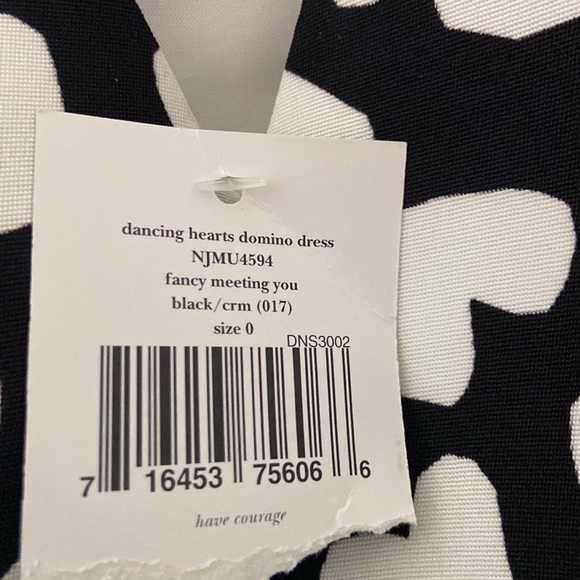 dancing hearts domino dress
NJMU4594
fancy meeting you
black/crm (017)
size 0
DNS3002
7 16453 75606 6
have courage